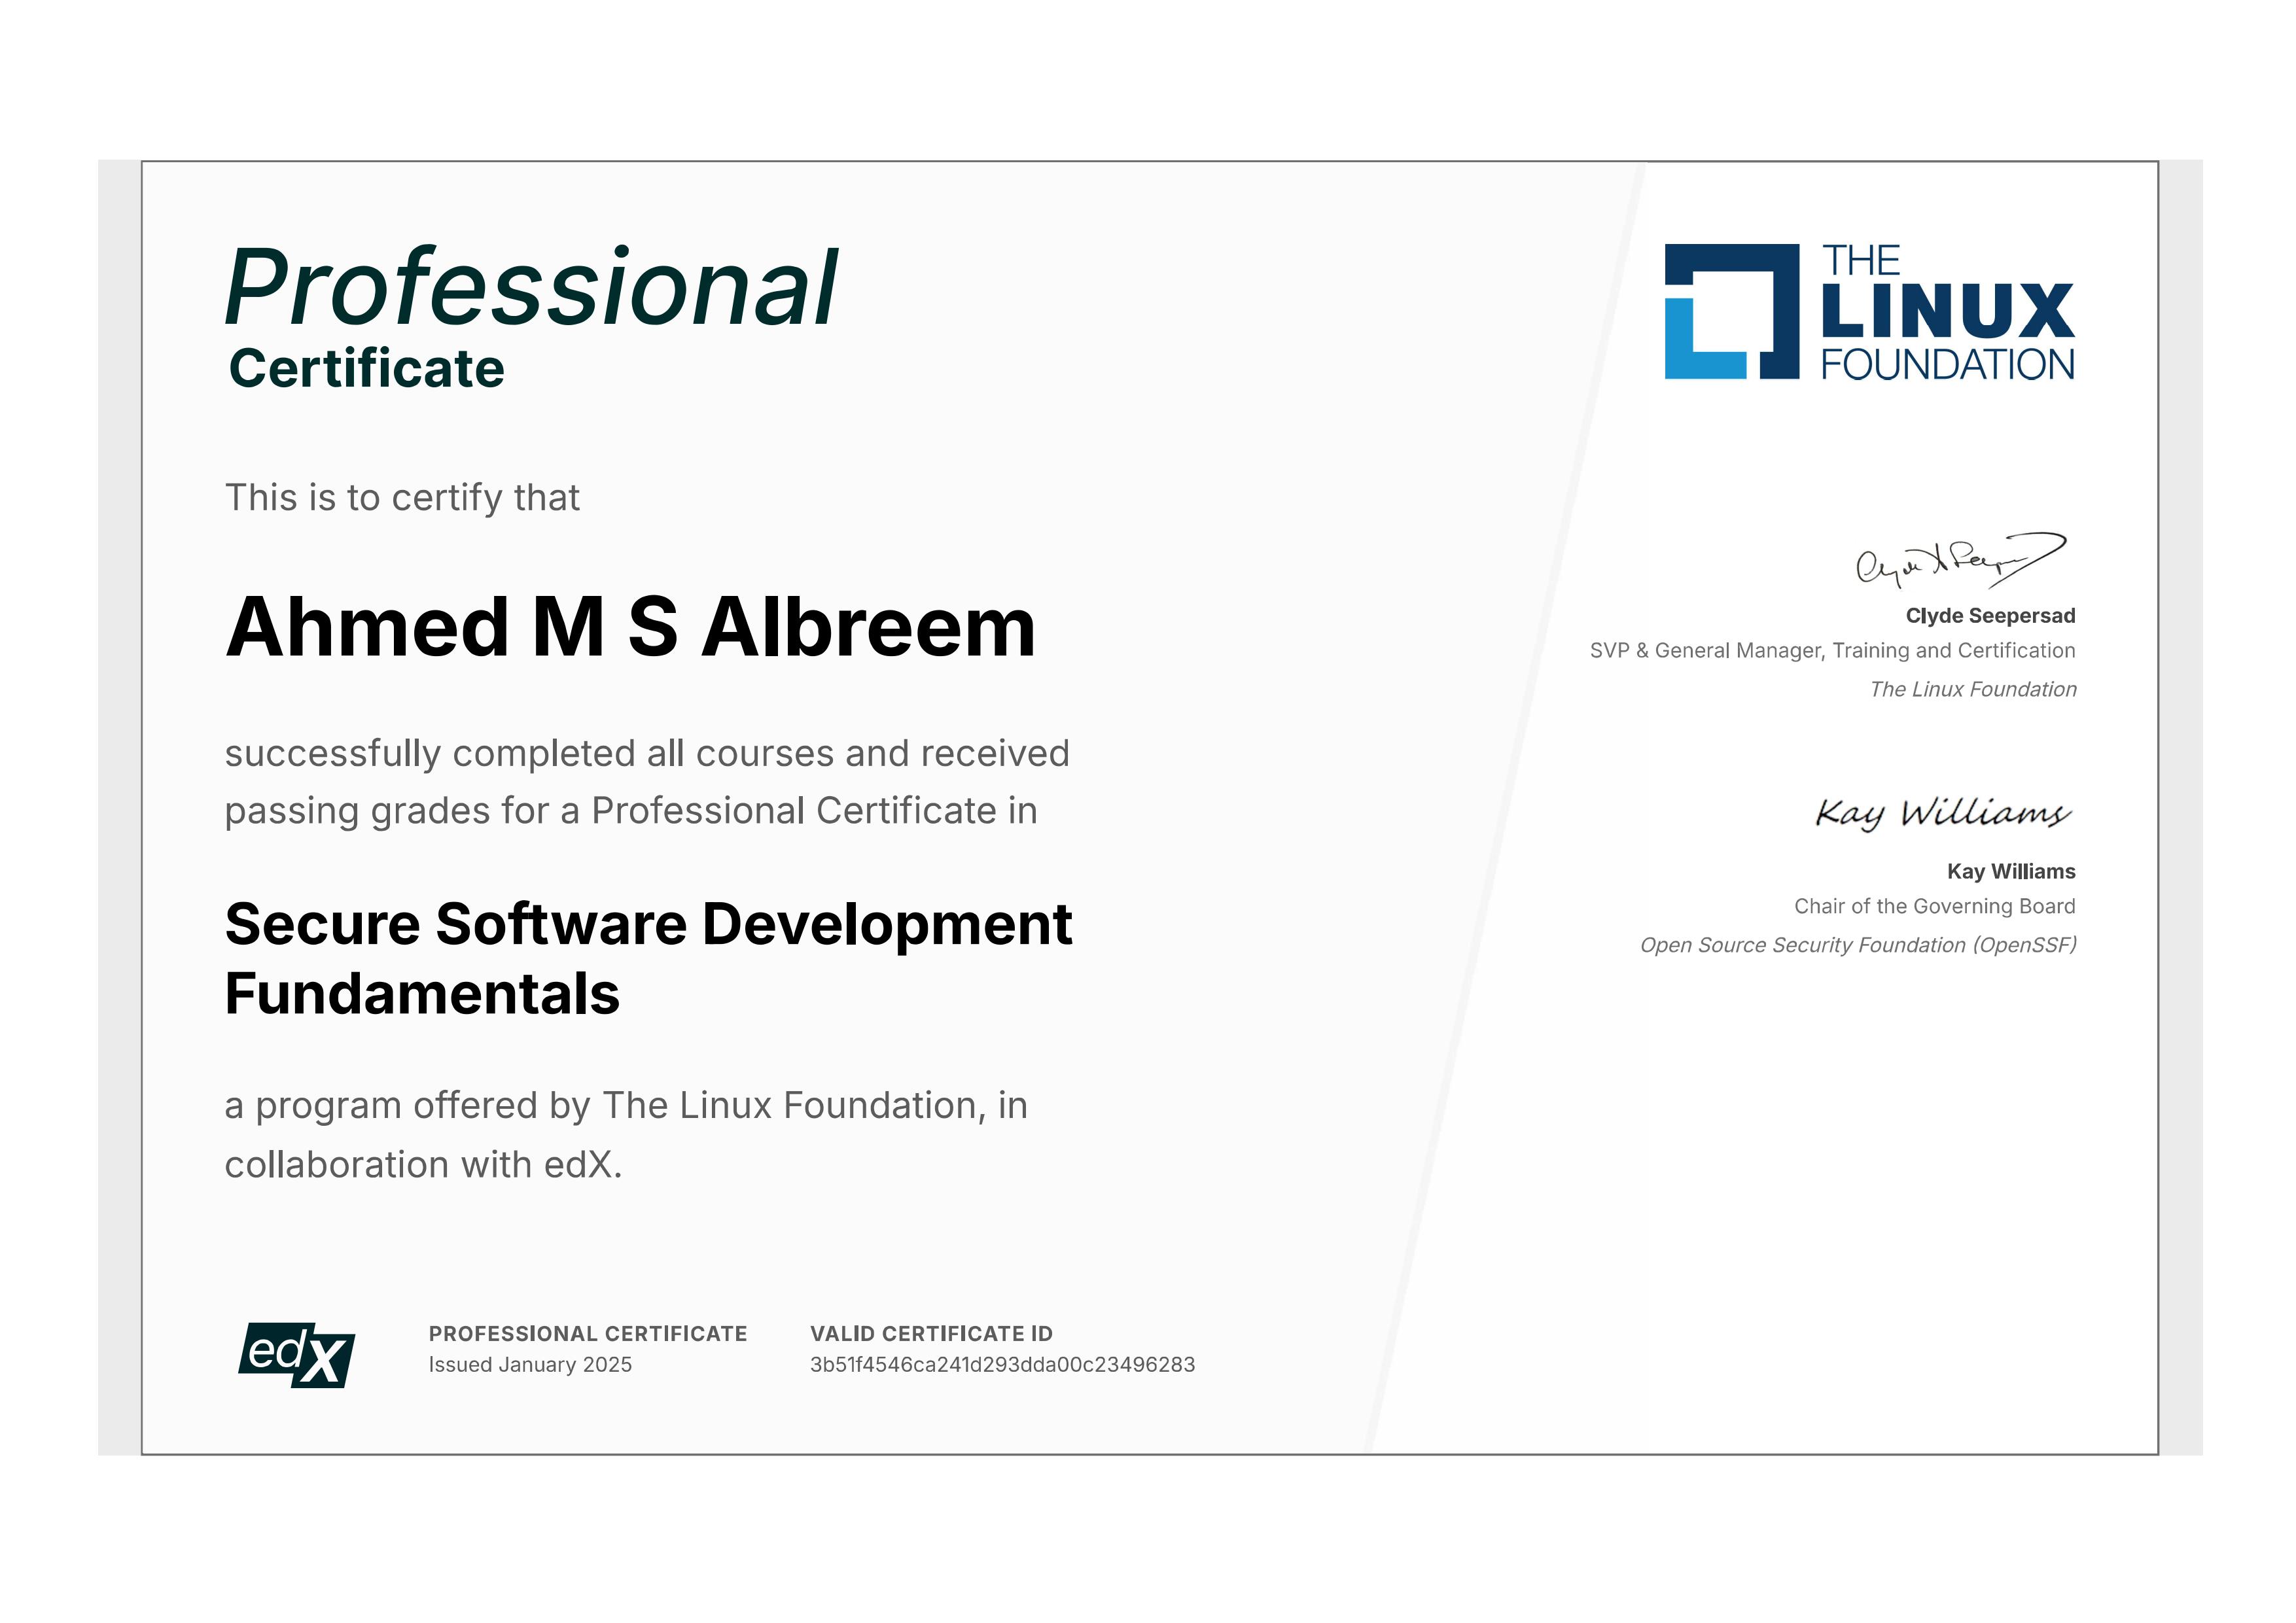 Professional
Certificate
This is to certify that
Ahmed M S Albreem
successfully completed all courses and received
passing grades for a Professional Certificate in
Secure Software Development
Fundamentals
a program offered by The Linux Foundation, in
collaboration with edX.
edX
PROFESSIONAL CERTIFICATE
Issued January 2025
VALID CERTIFICATE ID
3b51f4546ca241d293dda00c23496283
THE
LINUX
FOUNDATION
Clyde Seepersad
SVP & General Manager, Training and Certification
The Linux Foundation
Kay Williams
Kay Williams
Chair of the Governing Board
Open Source Security Foundation (OpenSSF)